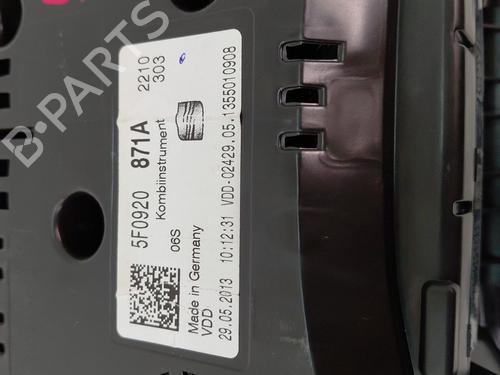 5F0920 871A 2210
Kombiinstrument 303
06S
Made in Germany
VDD
29.05.2013 10:12:31 VDD-02429.05.1355010908
B-PARTS